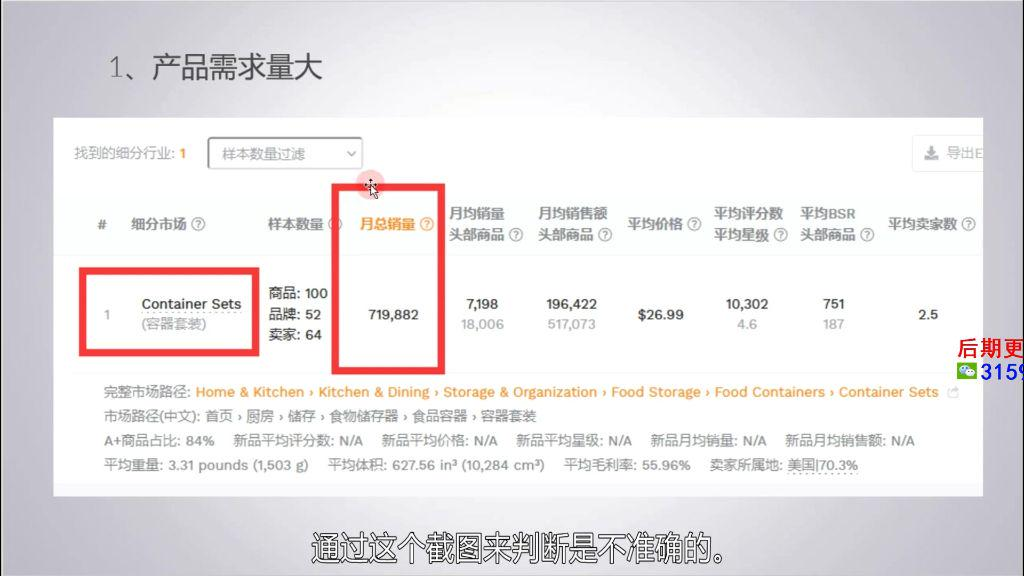 1、产品需求量大
找到的细分行业: 1 样本数量过滤 导出E
# 细分市场 样本数量 月总销量 月均销量 头部商品 月均销售额 头部商品 平均价格 平均评分数 平均星级 平均BSR 头部商品 平均卖家数
1 Container Sets (容器套装) 商品: 100 品牌: 52 卖家: 64 719,882 7,198 18,006 196,422 517,073 $26.99 10,302 4.6 751 187 2.5
后期更
3159
完整市场路径: Home & Kitchen › Kitchen & Dining › Storage & Organization › Food Storage › Food Containers › Container Sets
市场路径(中文): 首页 › 厨房 › 储存 › 食物储存器 › 食品容器 › 容器套装
A+商品占比: 84% 新品平均评分数: N/A 新品平均价格: N/A 新品平均星级: N/A 新品月均销量: N/A 新品月均销售额: N/A
平均重量: 3.31 pounds (1,503 g) 平均体积: 627.56 in³ (10,284 cm³) 平均毛利率: 55.96% 卖家所属地: 美国|70.3%
通过这个截图来判断是不准确的。